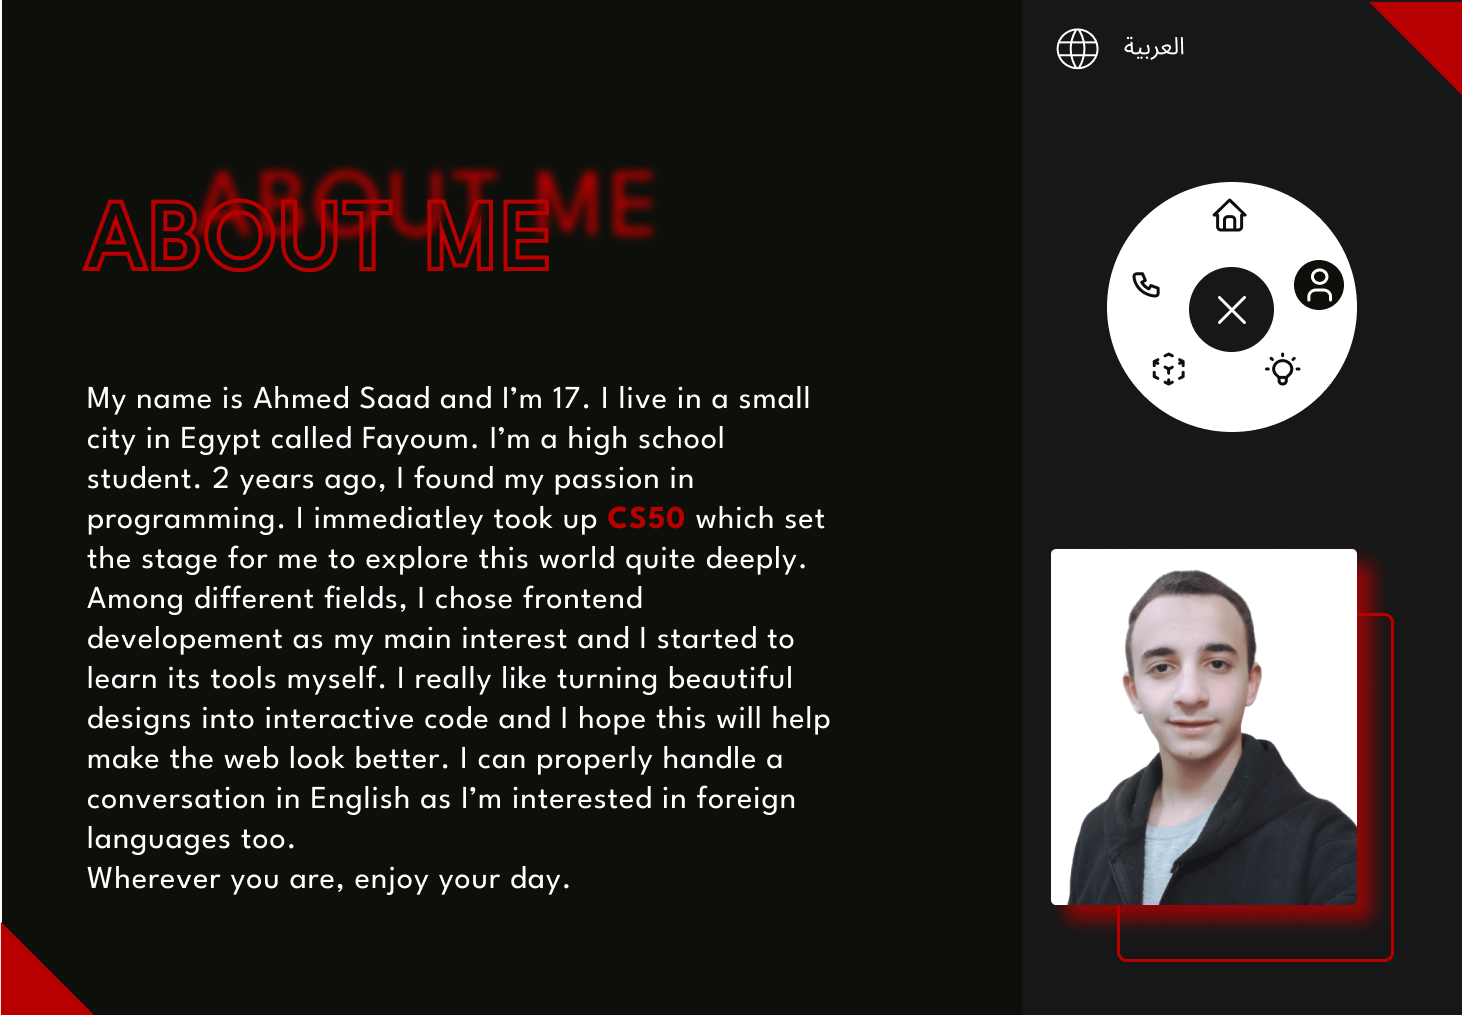 العربية
ABOUT ME
ABOUT ME
My name is Ahmed Saad and I’m 17. I live in a small
city in Egypt called Fayoum. I’m a high school
student. 2 years ago, I found my passion in
programming. I immediatley took up CS50 which set
the stage for me to explore this world quite deeply.
Among different fields, I chose frontend
developement as my main interest and I started to
learn its tools myself. I really like turning beautiful
designs into interactive code and I hope this will help
make the web look better. I can properly handle a
conversation in English as I’m interested in foreign
languages too.
Wherever you are, enjoy your day.